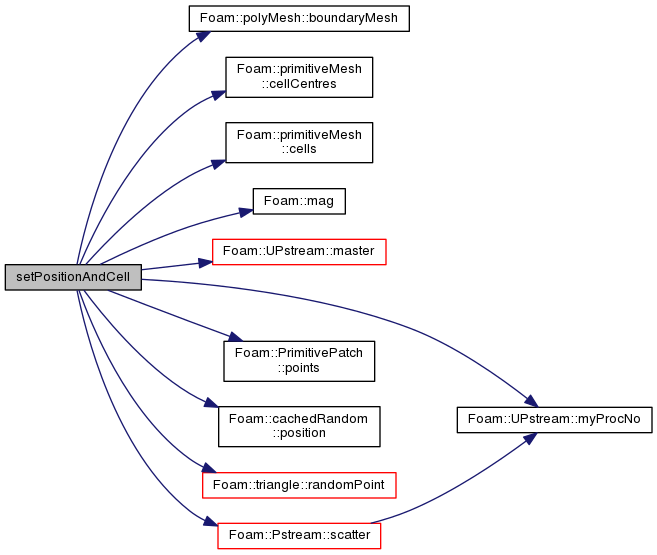 Foam::polyMesh::boundaryMesh
Foam::primitiveMesh
::cellCentres
Foam::primitiveMesh
::cells
Foam::mag
Foam::UPstream::master
setPositionAndCell
Foam::PrimitivePatch
::points
Foam::cachedRandom
::position
Foam::UPstream::myProcNo
Foam::triangle::randomPoint
Foam::Pstream::scatter